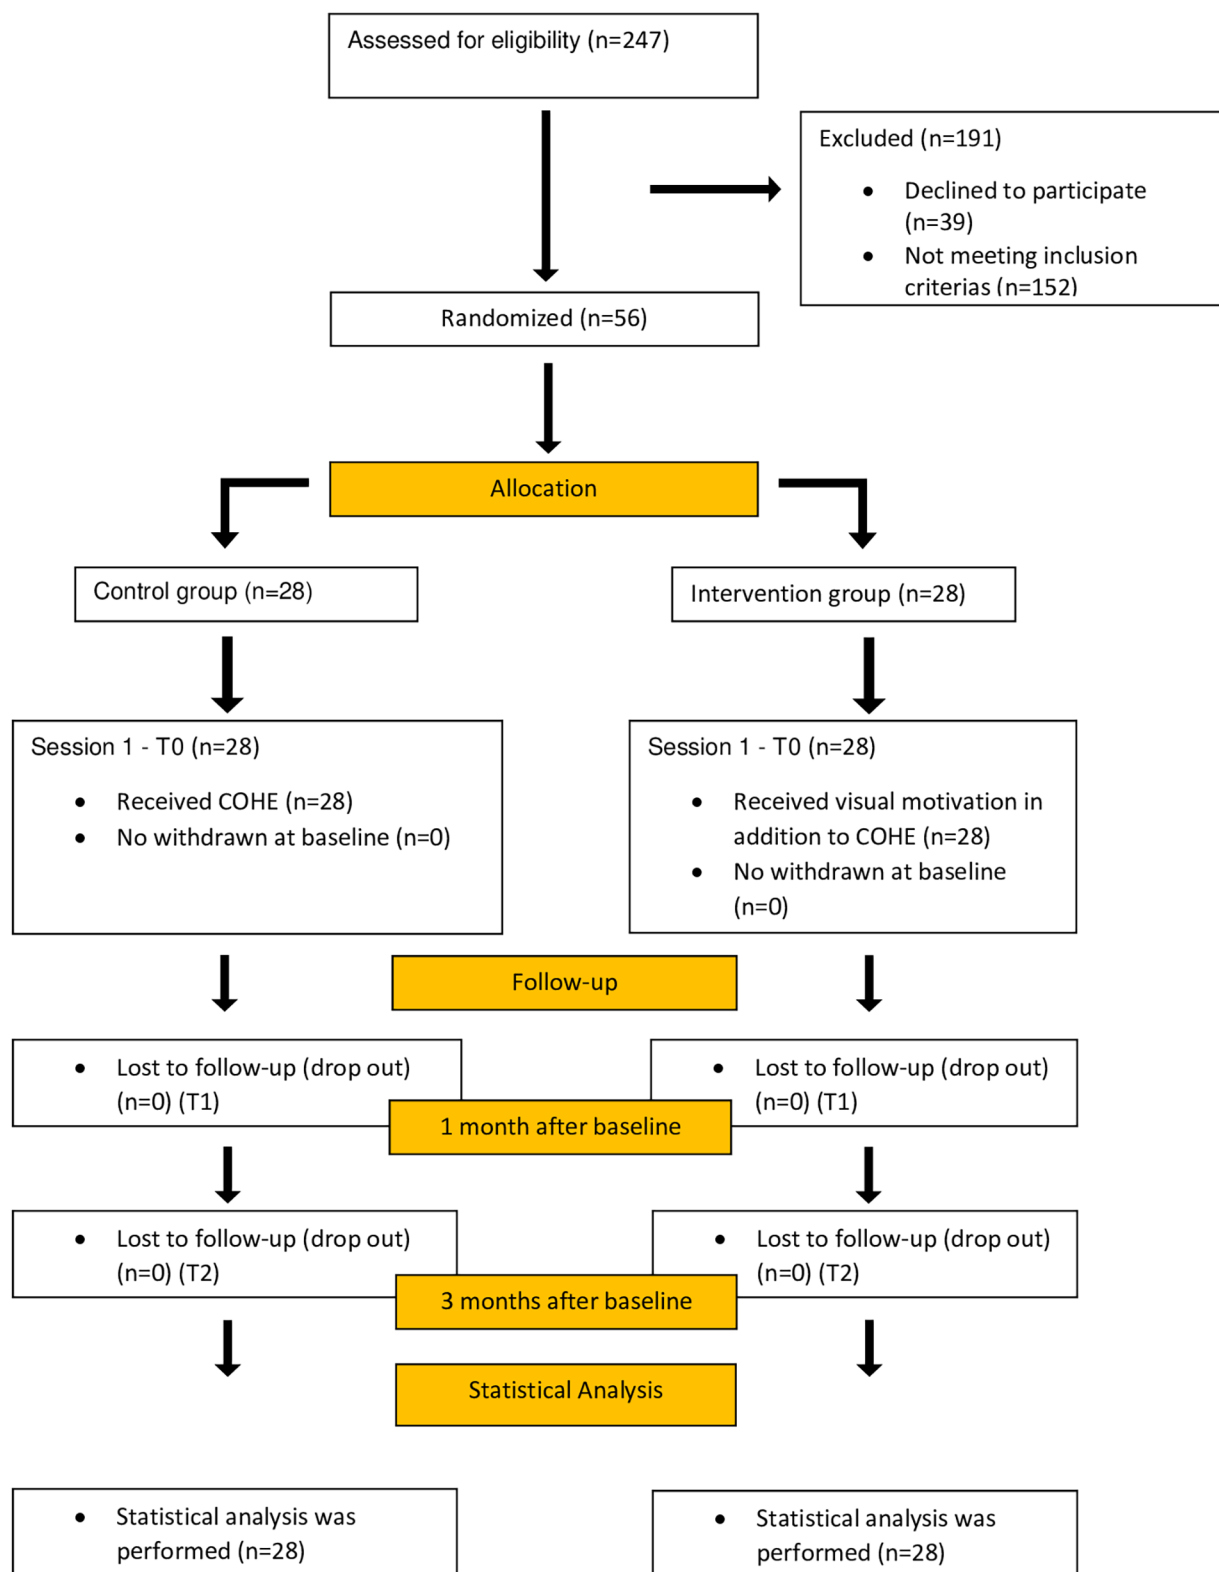 Assessed for eligibility (n=247)
Excluded (n=191)
• Declined to participate
(n=39)
• Not meeting inclusion
criterias (n=152)
Randomized (n=56)
Allocation
Control group (n=28)
Intervention group (n=28)
Session 1 - T0 (n=28)
• Received COHE (n=28)
• No withdrawn at baseline (n=0)
Session 1 - T0 (n=28)
• Received visual motivation in
addition to COHE (n=28)
• No withdrawn at baseline
(n=0)
Follow-up
• Lost to follow-up (drop out)
(n=0) (T1)
• Lost to follow-up (drop out)
(n=0) (T1)
1 month after baseline
• Lost to follow-up (drop out)
(n=0) (T2)
• Lost to follow-up (drop out)
(n=0) (T2)
3 months after baseline
Statistical Analysis
• Statistical analysis was
performed (n=28)
• Statistical analysis was
performed (n=28)